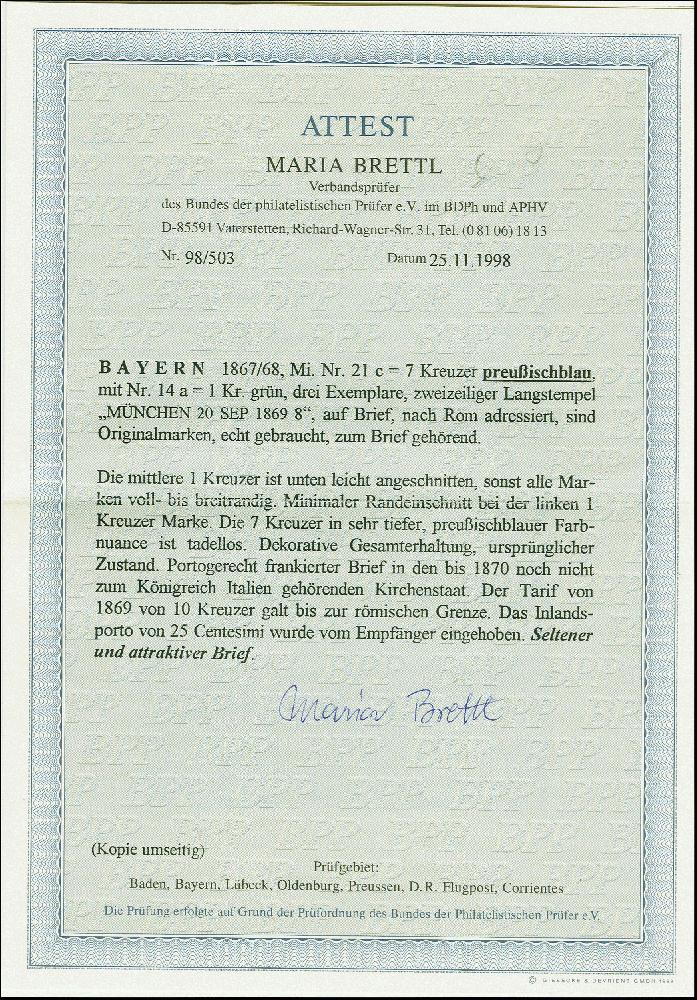 ATTEST
MARIA BRETTL
Verbandsprüfer
des Bundes der philatelistischen Prüfer e.V. im BDPh und APHV
D-85591 Vaterstetten, Richard-Wagner-Str. 31, Tel. (0 81 06) 18 13
Nr. 98/503 Datum 25.11.1998
BAYERN 1867/68, Mi. Nr. 21 c = 7 Kreuzer preußischblau,
mit Nr. 14 a = 1 Kr. grün, drei Exemplare, zweizeiliger Langstempel
„MÜNCHEN 20 SEP 1869 8“, auf Brief, nach Rom adressiert, sind
Originalmarken, echt gebraucht, zum Brief gehörend.
Die mittlere 1 Kreuzer ist unten leicht angeschnitten, sonst alle Mar-
ken voll- bis breitrandig. Minimaler Randeinschnitt bei der linken 1
Kreuzer Marke. Die 7 Kreuzer in sehr tiefer, preußischblauer Farb-
nuance ist tadellos. Dekorative Gesamterhaltung, ursprünglicher
Zustand. Portogerecht frankierter Brief in den bis 1870 noch nicht
zum Königreich Italien gehörenden Kirchenstaat. Der Tarif von
1869 von 10 Kreuzer galt bis zur römischen Grenze. Das Inlands-
porto von 25 Centesimi wurde vom Empfänger eingehoben. Seltener
und attraktiver Brief.
Maria Brettl
(Kopie umseitig)
Prüfgebiet:
Baden, Bayern, Lübeck, Oldenburg, Preussen, D.R. Flugpost, Corrientes
Die Prüfung erfolgte auf Grund der Prüfordnung des Bundes der Philatelistischen Prüfer e.V.
© GIESECKE & DEVRIENT GMBH